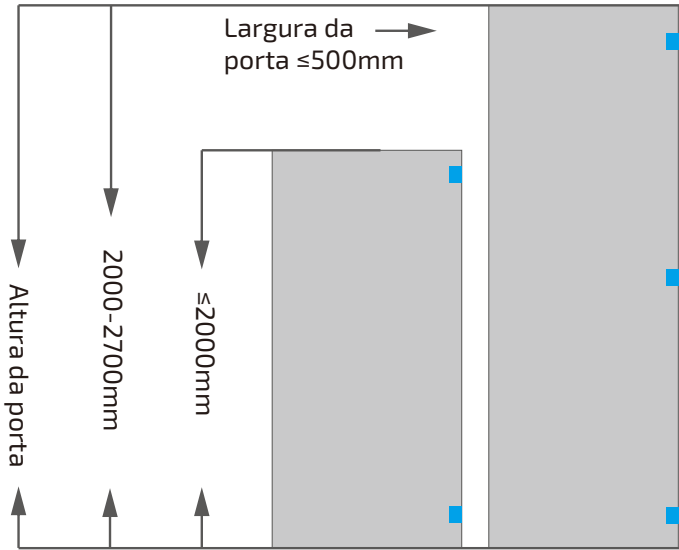 Largura da
porta ≤500mm
Altura da porta
2000-2700mm
≤2000mm